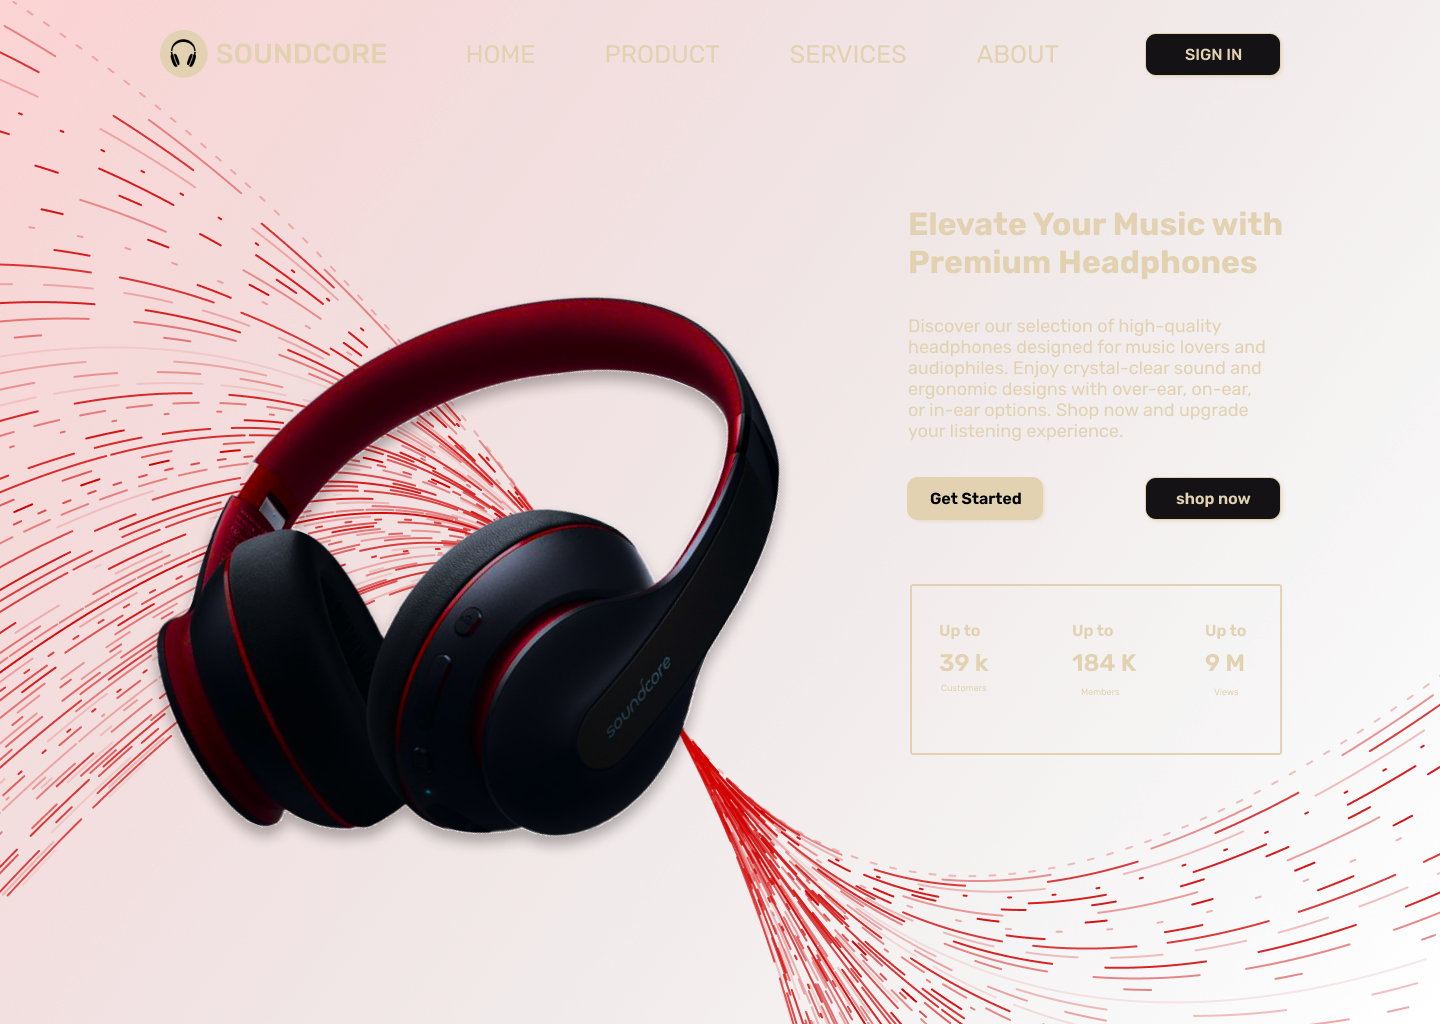 SOUNDCORE HOME PRODUCT SERVICES ABOUT SIGN IN
Elevate Your Music with
Premium Headphones
Discover our selection of high-quality
headphones designed for music lovers and
audiophiles. Enjoy crystal-clear sound and
ergonomic designs with over-ear, on-ear,
or in-ear options. Shop now and upgrade
your listening experience.
Get Started shop now
Up to Up to Up to
39 k 184 K 9 M
Customers Members Views
soundcore